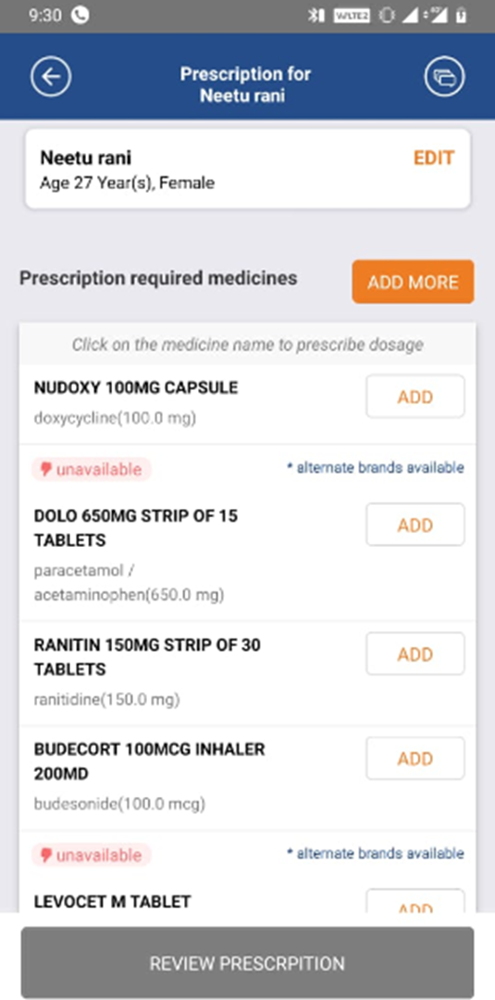 9:30
VoLTE2
Prescription for
Neetu rani
Neetu rani
EDIT
Age 27 Year(s), Female
Prescription required medicines
ADD MORE
Click on the medicine name to prescribe dosage
NUDOXY 100MG CAPSULE
ADD
doxycycline(100.0 mg)
unavailable
* alternate brands available
DOLO 650MG STRIP OF 15
TABLETS
ADD
paracetamol /
acetaminophen(650.0 mg)
RANITIN 150MG STRIP OF 30
TABLETS
ADD
ranitidine(150.0 mg)
BUDECORT 100MCG INHALER
200MD
ADD
budesonide(100.0 mcg)
unavailable
* alternate brands available
LEVOCET M TABLET
ADD
REVIEW PRESCRPITION